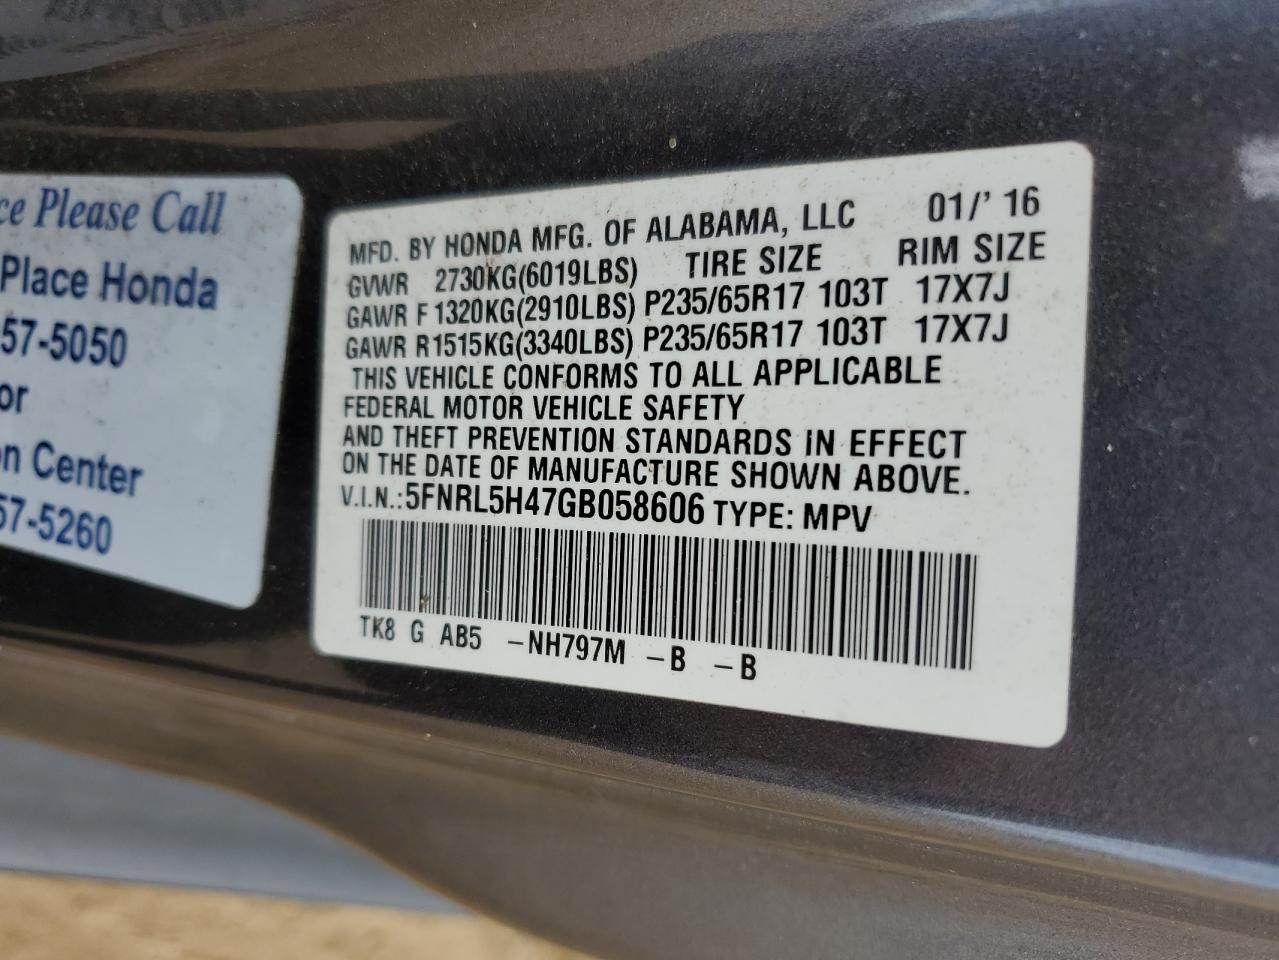 ce Please Call
Place Honda
57-5050
or
on Center
57-5260
MFD. BY HONDA MFG. OF ALABAMA, LLC 01/' 16
GVWR 2730KG(6019LBS) TIRE SIZE RIM SIZE
GAWR F 1320KG(2910LBS) P235/65R17 103T 17X7J
GAWR R1515KG(3340LBS) P235/65R17 103T 17X7J
THIS VEHICLE CONFORMS TO ALL APPLICABLE
FEDERAL MOTOR VEHICLE SAFETY
AND THEFT PREVENTION STANDARDS IN EFFECT
ON THE DATE OF MANUFACTURE SHOWN ABOVE.
V.I.N.:5FNRL5H47GB058606 TYPE: MPV
TK8 G AB5 -NH797M -B -B